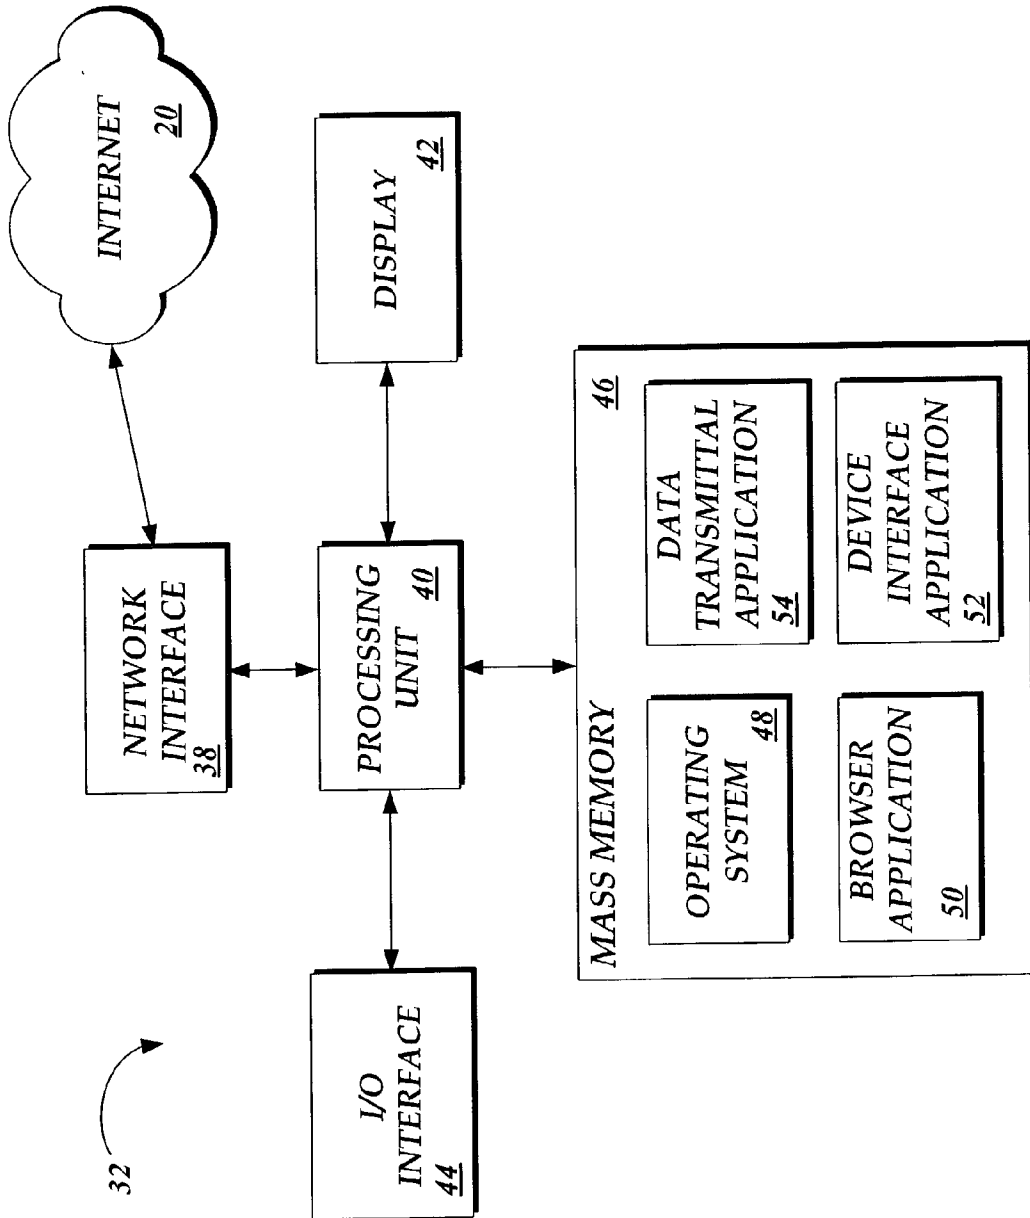 32
INTERNET
20
NETWORK
INTERFACE
38
I/O
INTERFACE
44
PROCESSING
UNIT
40
DISPLAY
42
MASS MEMORY
46
OPERATING
SYSTEM
48
DATA
TRANSMITTAL
APPLICATION
54
BROWSER
APPLICATION
50
DEVICE
INTERFACE
APPLICATION
52